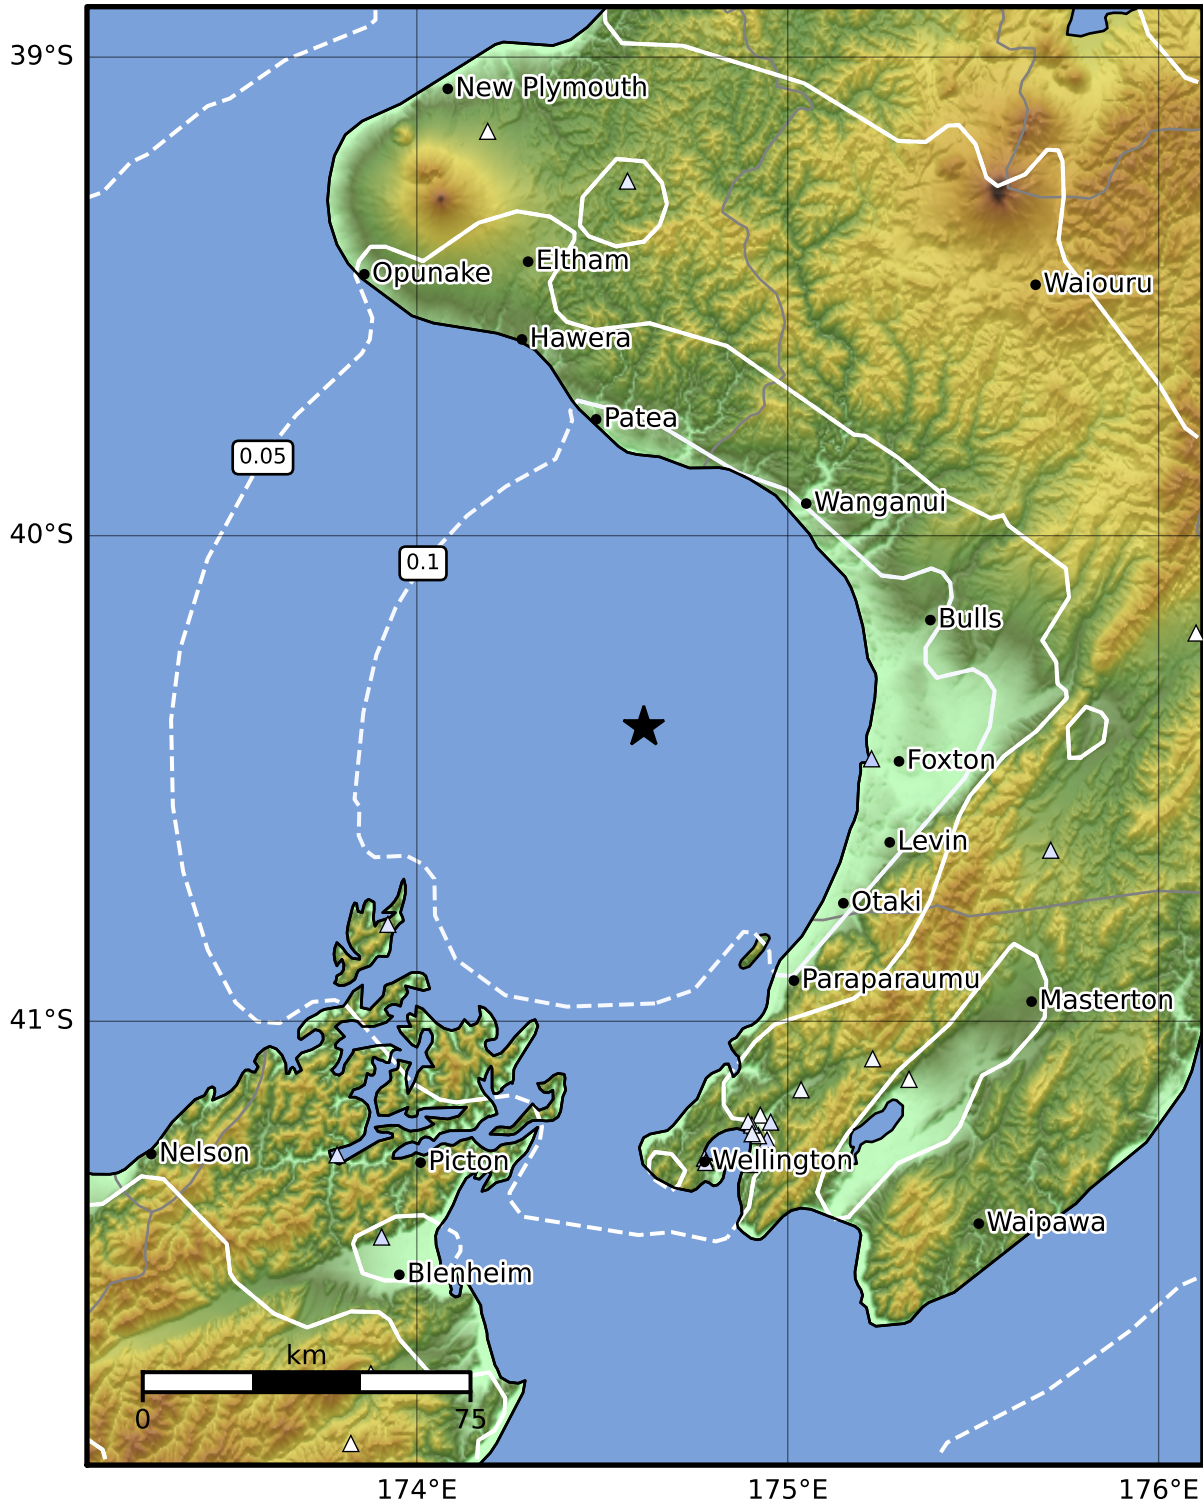 39°S
New Plymouth
Opunake
Eltham
Waiouru
Hawera
Patea
0.05
Wanganui
40°S
0.1
Bulls
Foxton
Levin
Otaki
Paraparaumu
Masterton
41°S
Nelson
Picton
Wellington
Waipawa
Blenheim
km
0
75
174°E
175°E
176°E